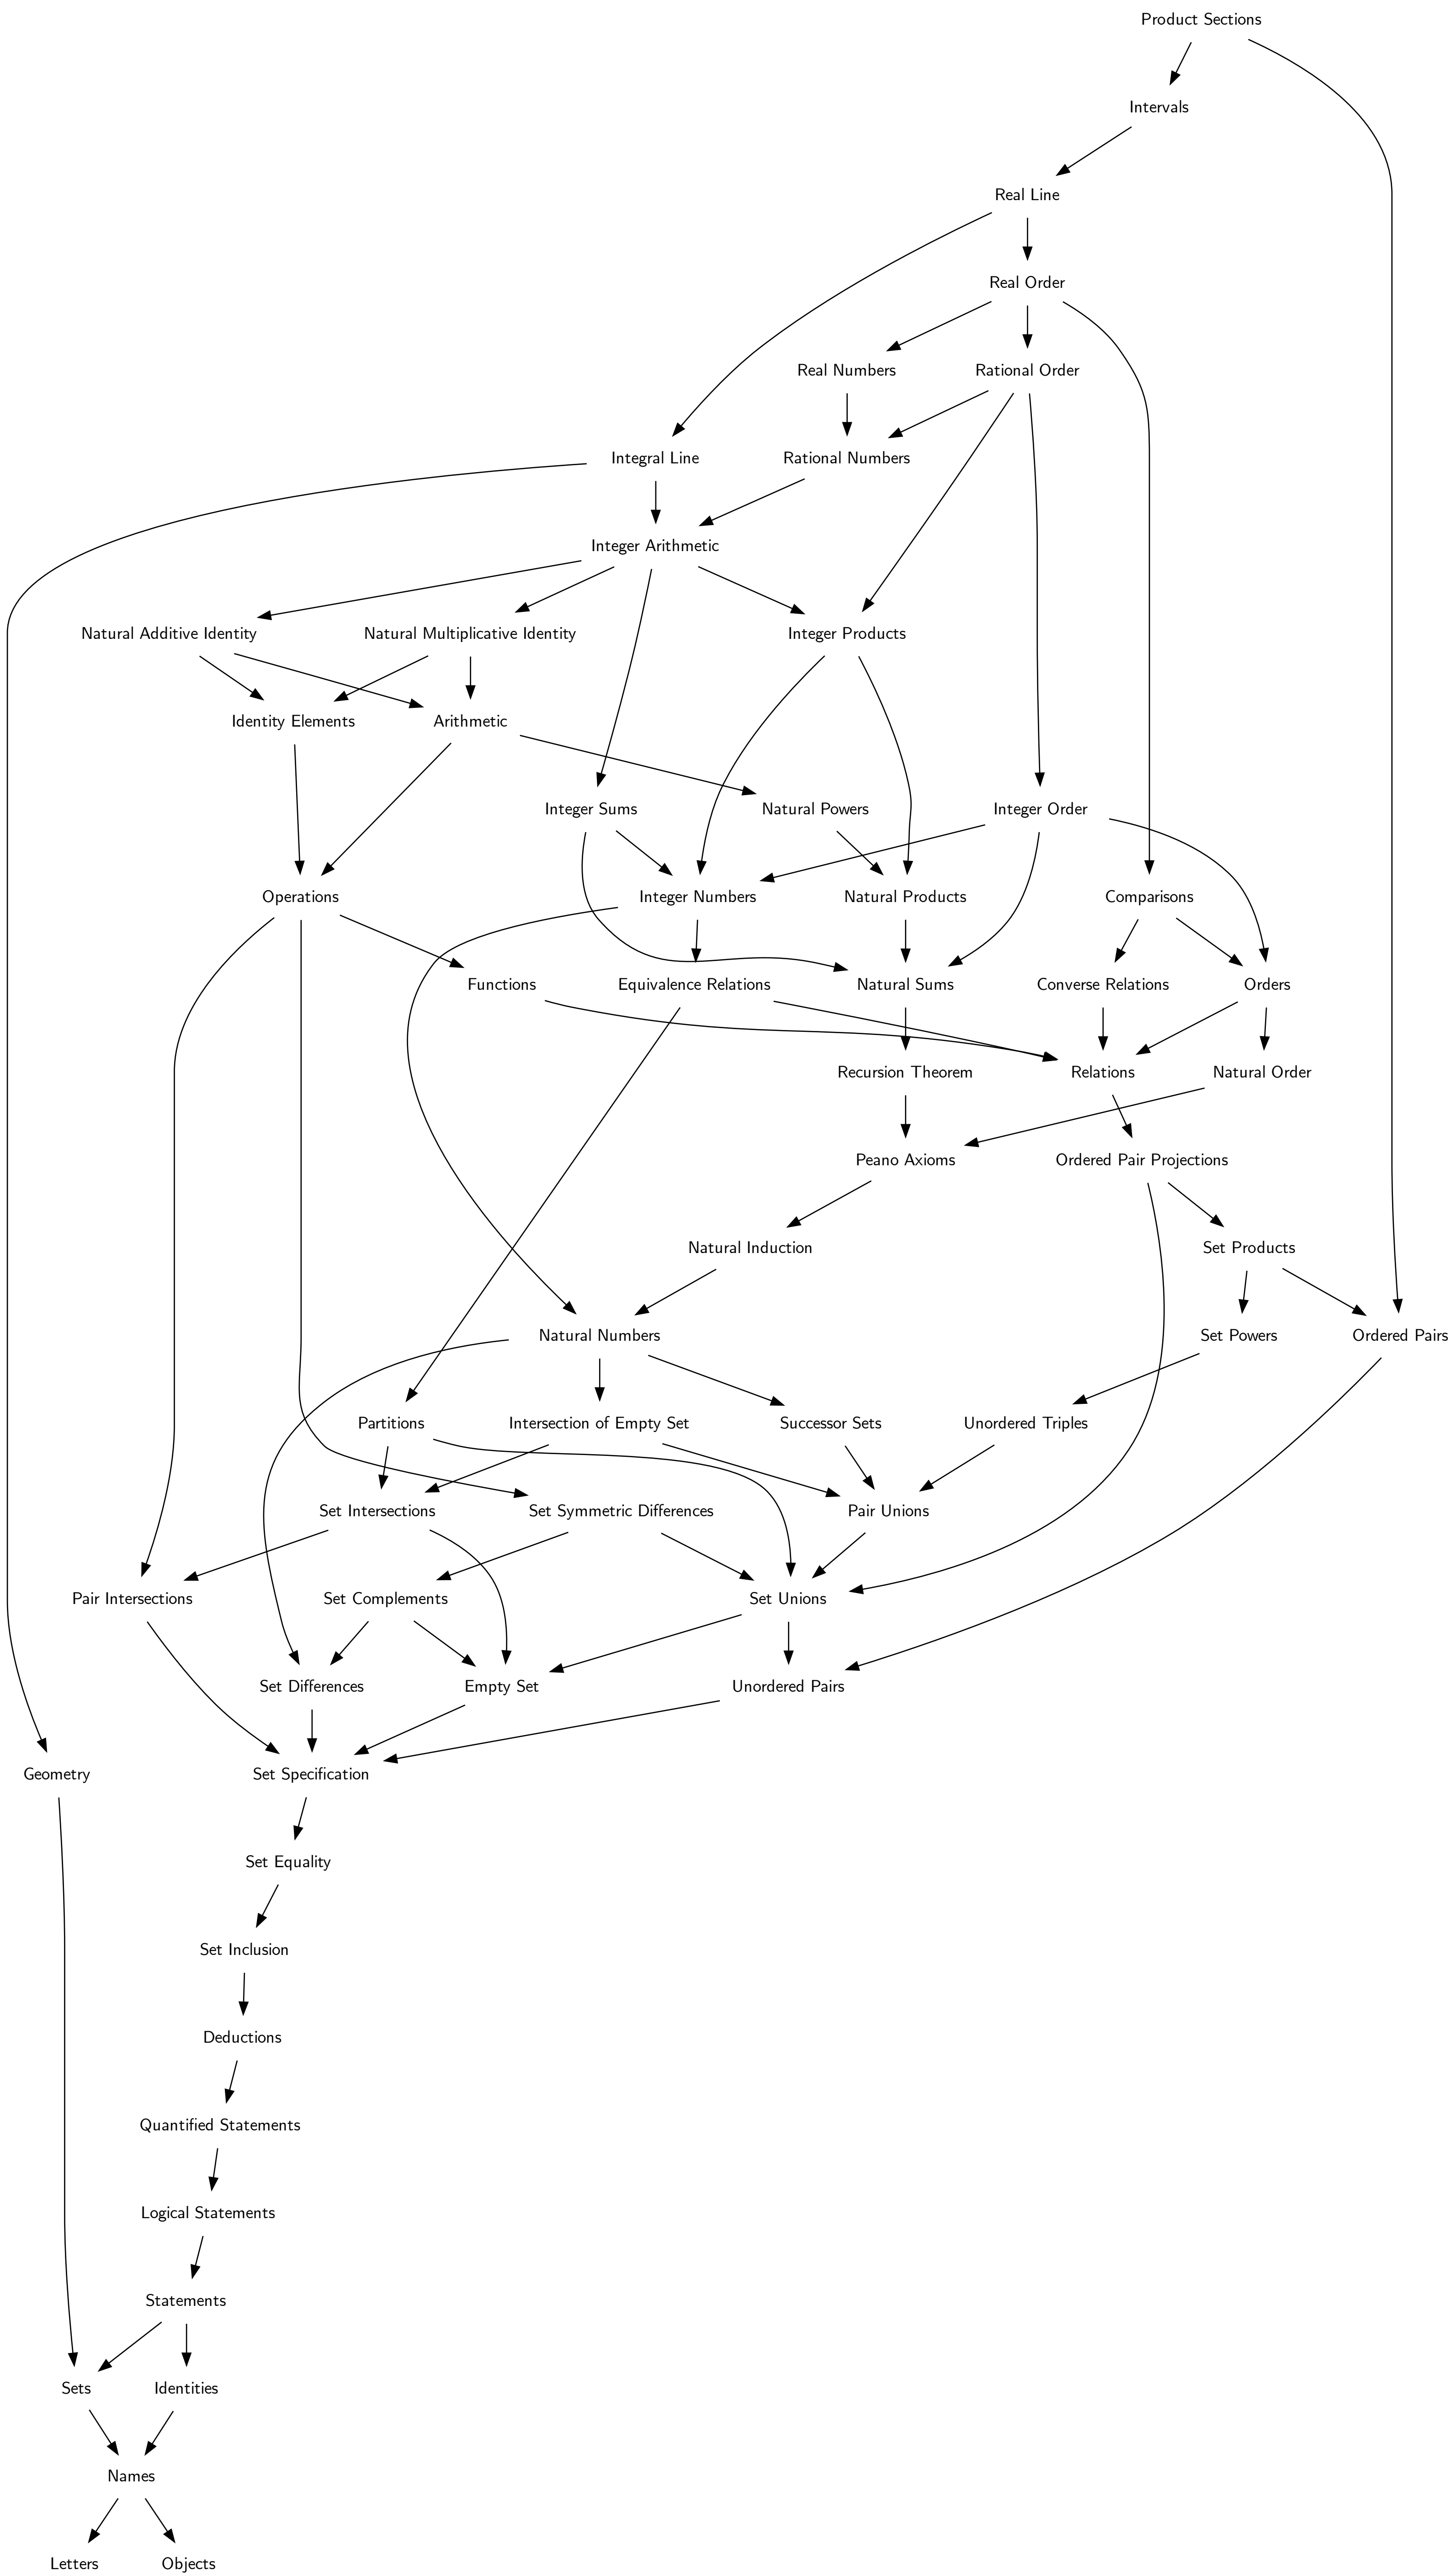 Product Sections
Intervals
Real Line
Real Order
Real Numbers
Rational Order
Integral Line
Rational Numbers
Integer Arithmetic
Natural Additive Identity
Natural Multiplicative Identity
Integer Products
Identity Elements
Arithmetic
Integer Sums
Natural Powers
Integer Order
Operations
Integer Numbers
Natural Products
Comparisons
Functions
Equivalence Relations
Natural Sums
Converse Relations
Orders
Recursion Theorem
Relations
Natural Order
Peano Axioms
Ordered Pair Projections
Natural Induction
Set Products
Natural Numbers
Set Powers
Ordered Pairs
Partitions
Intersection of Empty Set
Successor Sets
Unordered Triples
Set Intersections
Set Symmetric Differences
Pair Unions
Pair Intersections
Set Complements
Set Unions
Set Differences
Empty Set
Unordered Pairs
Geometry
Set Specification
Set Equality
Set Inclusion
Deductions
Quantified Statements
Logical Statements
Statements
Sets
Identities
Names
Letters
Objects